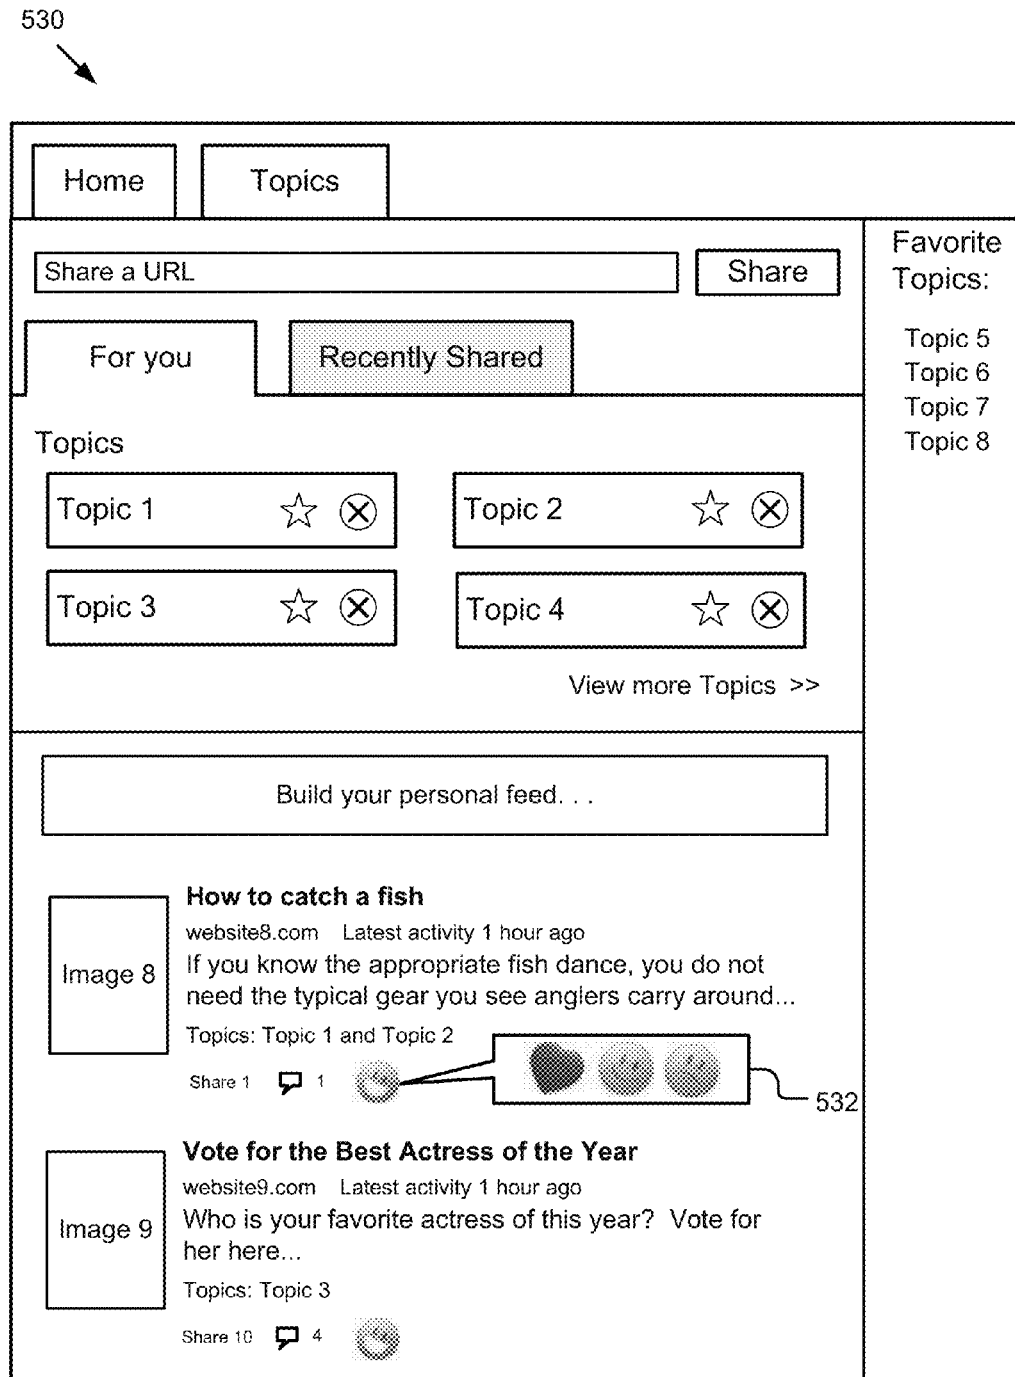 530
Home Topics
Share a URL Share
For you Recently Shared
Topics
Topic 1 Topic 2
Topic 3 Topic 4
View more Topics >>
Build your personal feed. . .
Image 8
How to catch a fish
website8.com Latest activity 1 hour ago
If you know the appropriate fish dance, you do not
need the typical gear you see anglers carry around...
Topics: Topic 1 and Topic 2
Share 1 1
532
Image 9
Vote for the Best Actress of the Year
website9.com Latest activity 1 hour ago
Who is your favorite actress of this year? Vote for
her here...
Topics: Topic 3
Share 10 4
Favorite
Topics:
Topic 5
Topic 6
Topic 7
Topic 8